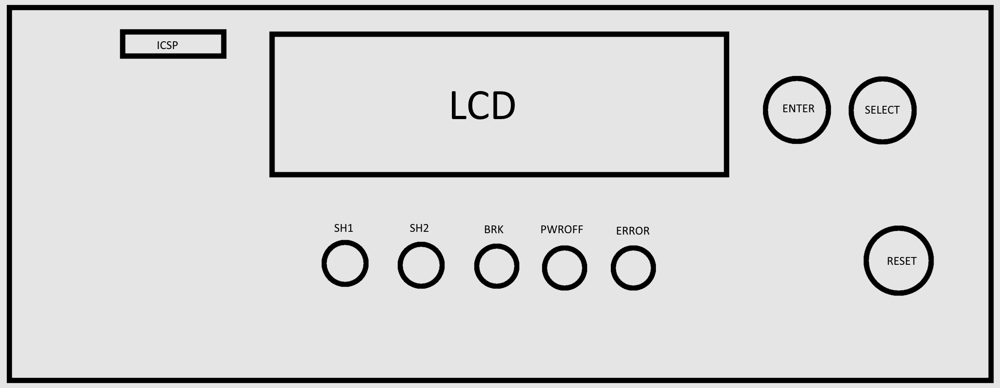 ICSP
LCD
ENTER
SELECT
SH1
SH2
BRK
PWROFF
ERROR
RESET